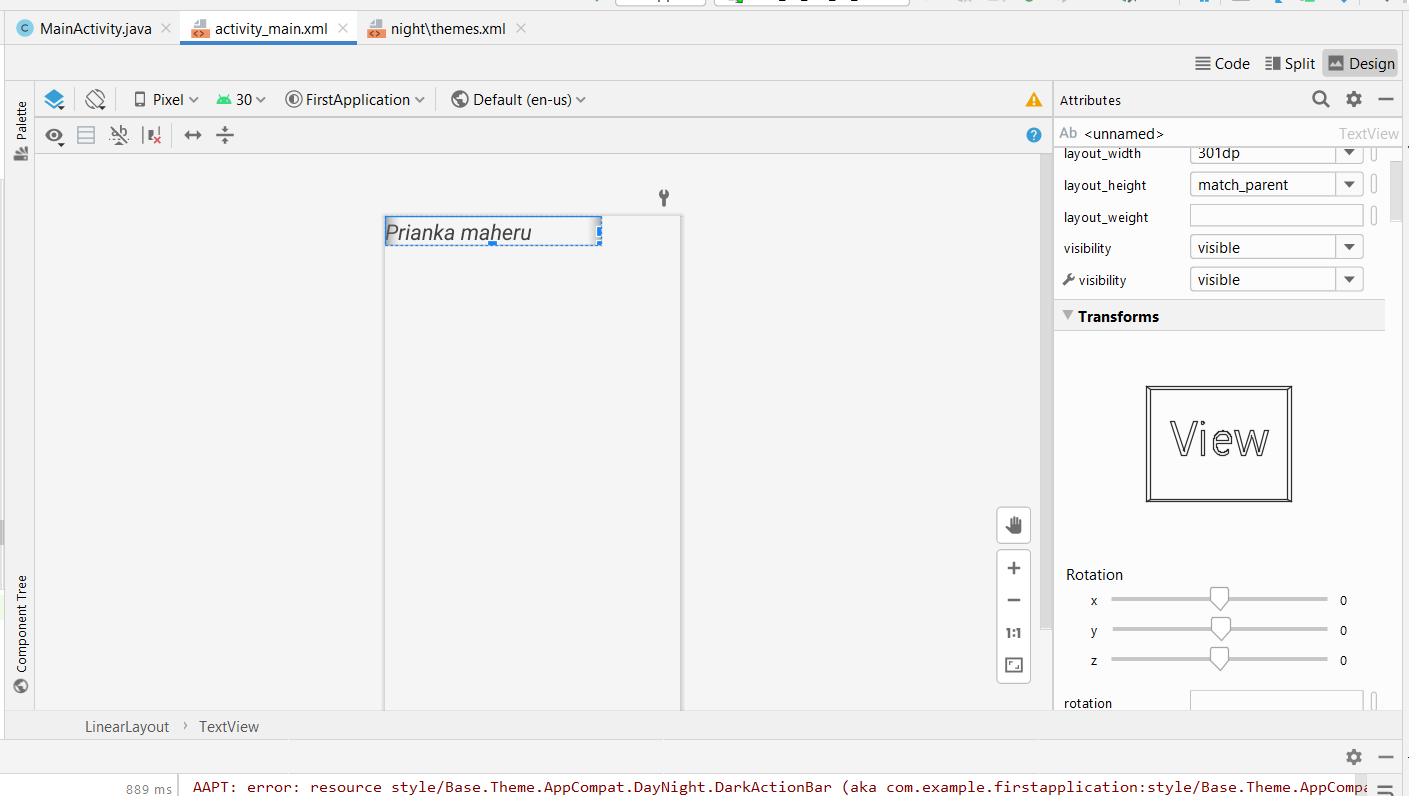 MainActivity.java activity_main.xml night\themes.xml
Code Split Design
Palette
Pixel 30 FirstApplication Default (en-us)
Attributes
Ab <unnamed> TextView
layout_width 301dp
layout_height match_parent
layout_weight
visibility visible
visibility visible
Transforms
Prianka maheru
View
Rotation
x 0
y 0
z 0
rotation
1:1
Component Tree
LinearLayout › TextView
889 ms AAPT: error: resource style/Base.Theme.AppCompat.DayNight.DarkActionBar (aka com.example.firstapplication:style/Base.Theme.AppCompa